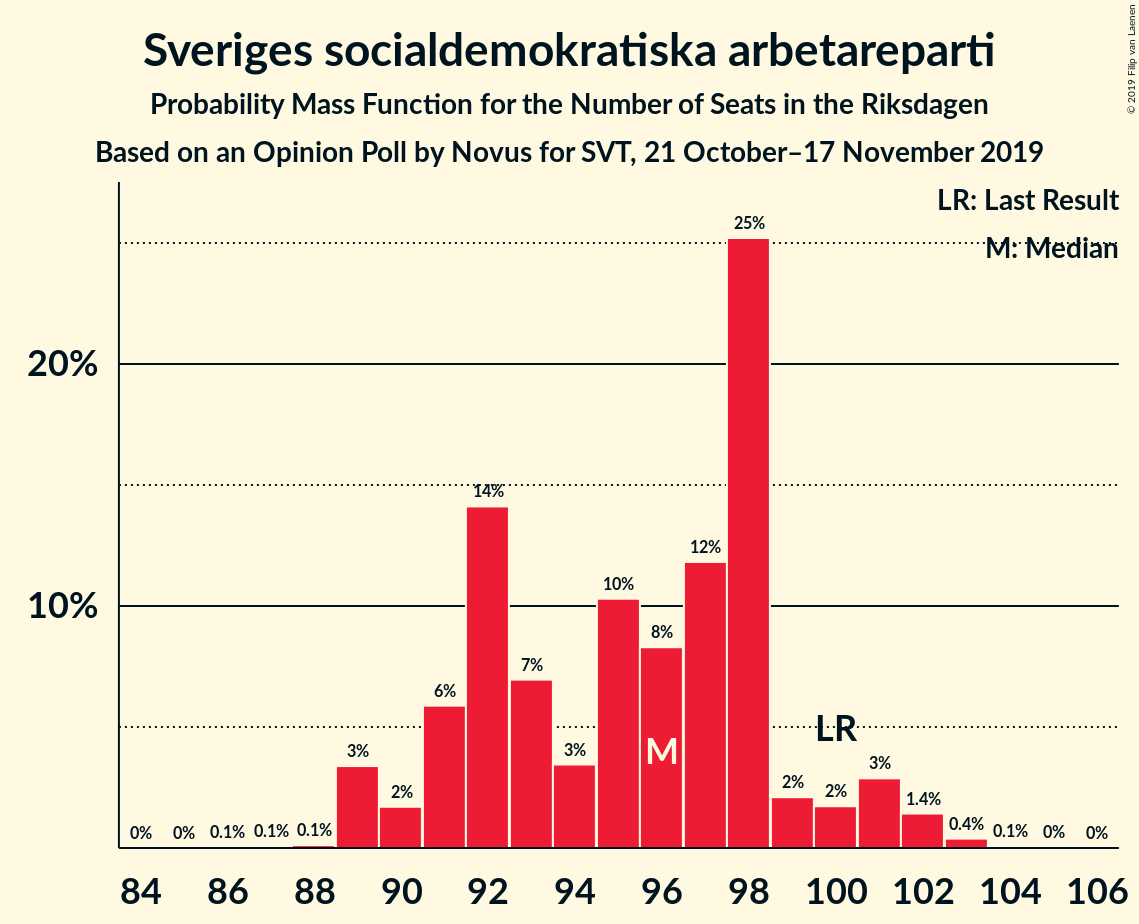 Sveriges socialdemokratiska arbetareparti
Probability Mass Function for the Number of Seats in the Riksdagen
Based on an Opinion Poll by Novus for SVT, 21 October–17 November 2019
© 2019 Filip van Laenen
LR: Last Result
M: Median
20%
10%
0%
0%
0.1%
0.1%
0.1%
3%
2%
6%
14%
7%
3%
10%
8%
12%
25%
2%
2%
3%
1.4%
0.4%
0.1%
0%
0%
M
LR
84 86 88 90 92 94 96 98 100 102 104 106